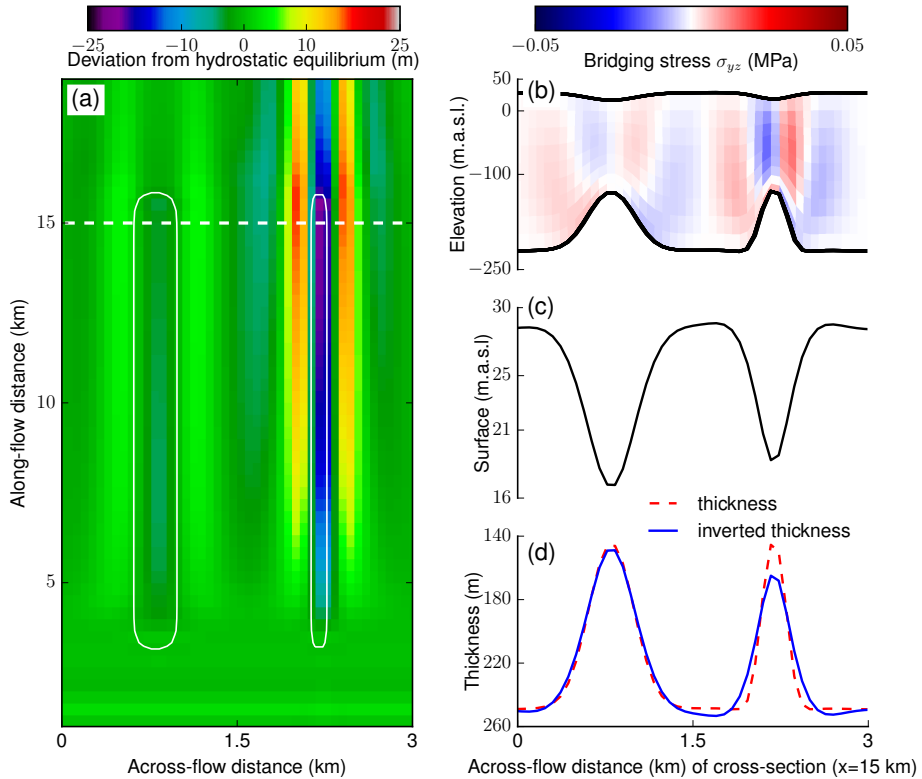 −25 −10 0 10 25
Deviation from hydrostatic equilibrium (m)
(a)
15
10
5
0 1.5 3
Along-flow distance (km)
Across-flow distance (km)
−0.05 0.05
Bridging stress σyz (MPa)
(b)
50
0
−100
−250
Elevation (m.a.s.l.)
(c)
30
25
21
16
Surface (m.a.s.l)
thickness
inverted thickness
(d)
140
180
220
260
Thickness (m)
0 1.5 3
Across-flow distance (km) of cross-section (x=15 km)